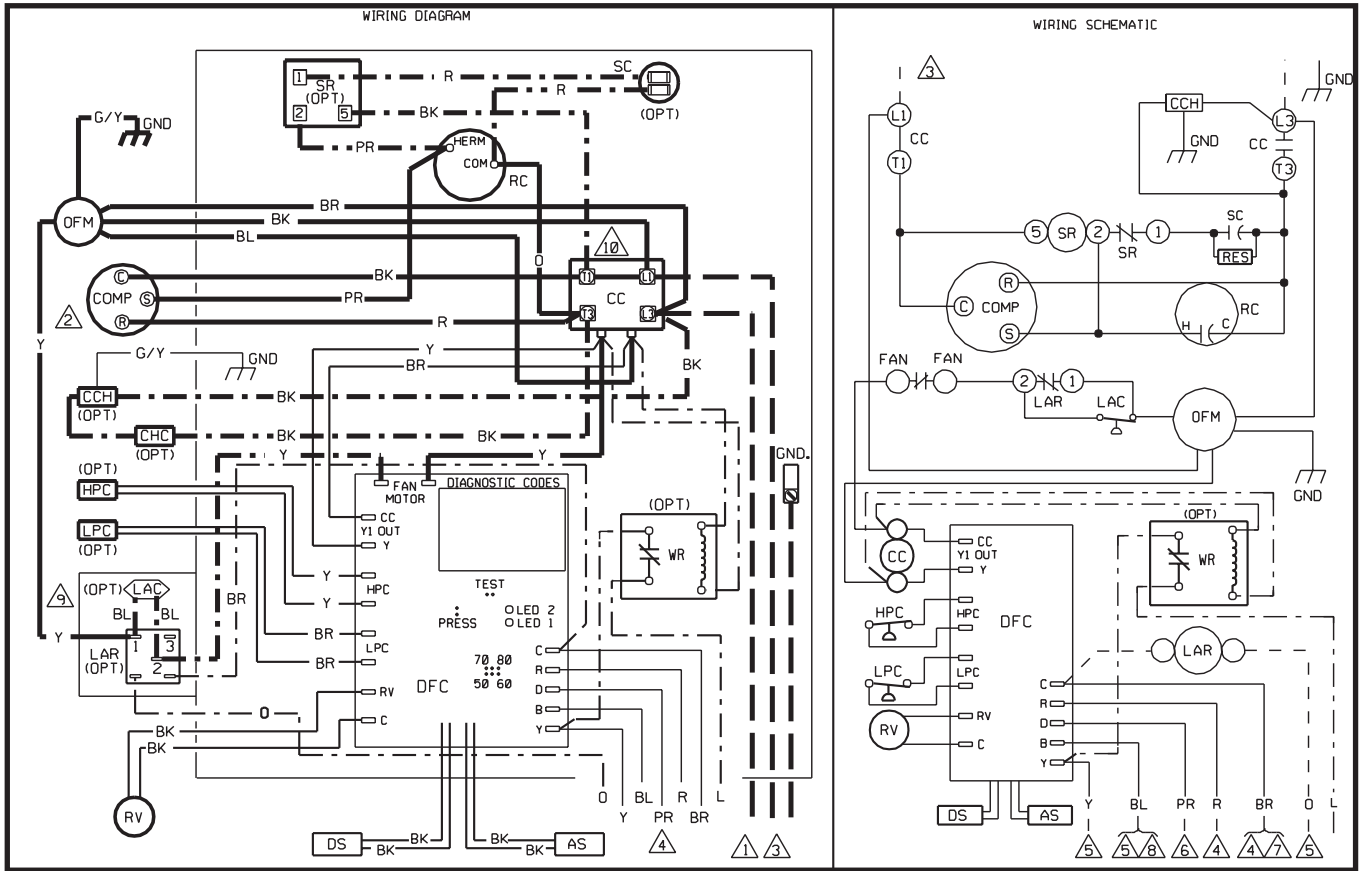 WIRING DIAGRAM
SC
1
R
SR
(OPT)
R
2
5
BK
(OPT)
G/Y
GND
PR
HERM
COM
RC
BR
OFM
BK
BL
10
O
C
BK
T1
L1
COMP
S
PR
CC
2
R
R
T3
L3
Y
G/Y
GND
Y
BR
BK
CCH
(OPT)
BK
CHC
(OPT)
BK
BK
Y
Y
GND.
(OPT)
HPC
FAN
MOTOR
DIAGNOSTIC CODES
LPC
(OPT)
CC
Y1 OUT
Y
(OPT)
WR
Y
HPC
Y
TEST
9
(OPT)
LAC
BR
LED 2
LED 1
PRESS
BL
BL
Y
BR
LPC
BR
1
3
2
LAR
(OPT)
C
R
D
B
Y
70 80
50 60
DFC
RV
C
O
BK
BK
RV
O
BL
R
L
Y
PR
BR
DS
BK
BK
BK
BK
AS
4
1
3
WIRING SCHEMATIC
3
GND
L1
CCH
L3
CC
GND
CC
T1
T3
SC
5
SR
2
1
SR
RES
R
C
COMP
RC
S
H
C
FAN
FAN
2
1
LAR
LAC
OFM
GND
(OPT)
CC
CC
Y1 OUT
Y
WR
HPC
HPC
DFC
LPC
LPC
LAR
C
R
D
B
Y
RV
RV
C
DS
AS
Y
BL
PR
R
BR
O
L
5
5
8
6
4
4
7
5